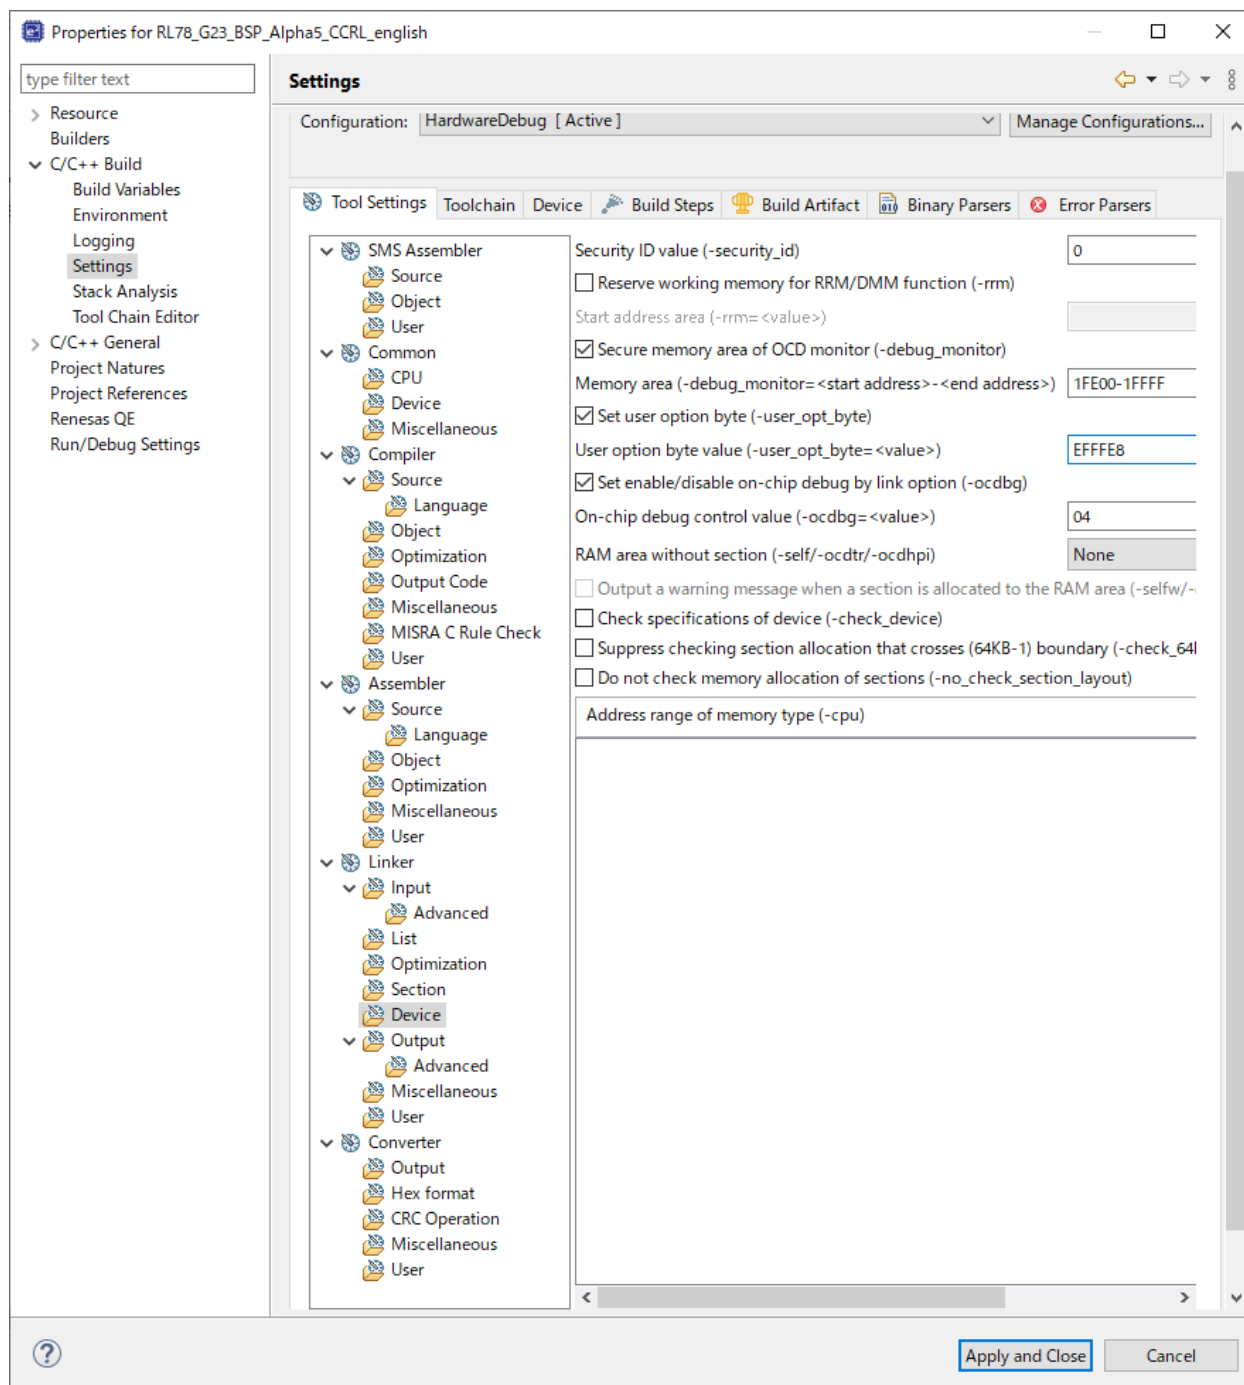 Properties for RL78_G23_BSP_Alpha5_CCRL_english
type filter text
Resource
Builders
C/C++ Build
Build Variables
Environment
Logging
Settings
Stack Analysis
Tool Chain Editor
C/C++ General
Project Natures
Project References
Renesas QE
Run/Debug Settings
Settings
Configuration: HardwareDebug [ Active ] Manage Configurations...
Tool Settings Toolchain Device Build Steps Build Artifact Binary Parsers Error Parsers
SMS Assembler
Source
Object
User
Common
CPU
Device
Miscellaneous
Compiler
Source
Language
Object
Optimization
Output Code
Miscellaneous
MISRA C Rule Check
User
Assembler
Source
Language
Object
Optimization
Miscellaneous
User
Linker
Input
Advanced
List
Optimization
Section
Device
Output
Advanced
Miscellaneous
User
Converter
Output
Hex format
CRC Operation
Miscellaneous
User
Security ID value (-security_id) 0
Reserve working memory for RRM/DMM function (-rrm)
Start address area (-rrm=<value>)
Secure memory area of OCD monitor (-debug_monitor)
Memory area (-debug_monitor=<start address>-<end address>) 1FE00-1FFFF
Set user option byte (-user_opt_byte)
User option byte value (-user_opt_byte=<value>) EFFFE8
Set enable/disable on-chip debug by link option (-ocdbg)
On-chip debug control value (-ocdbg=<value>) 04
RAM area without section (-self/-ocdtr/-ocdhpi) None
Output a warning message when a section is allocated to the RAM area (-selfw/-
Check specifications of device (-check_device)
Suppress checking section allocation that crosses (64KB-1) boundary (-check_64
Do not check memory allocation of sections (-no_check_section_layout)
Address range of memory type (-cpu)
Apply and Close Cancel